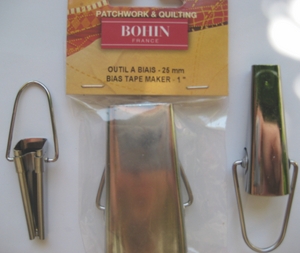 PATCHWORK & QUILTING
BOHIN
FRANCE
OUTIL A BIAIS - 25 mm
BIAS TAPE MAKER - 1"